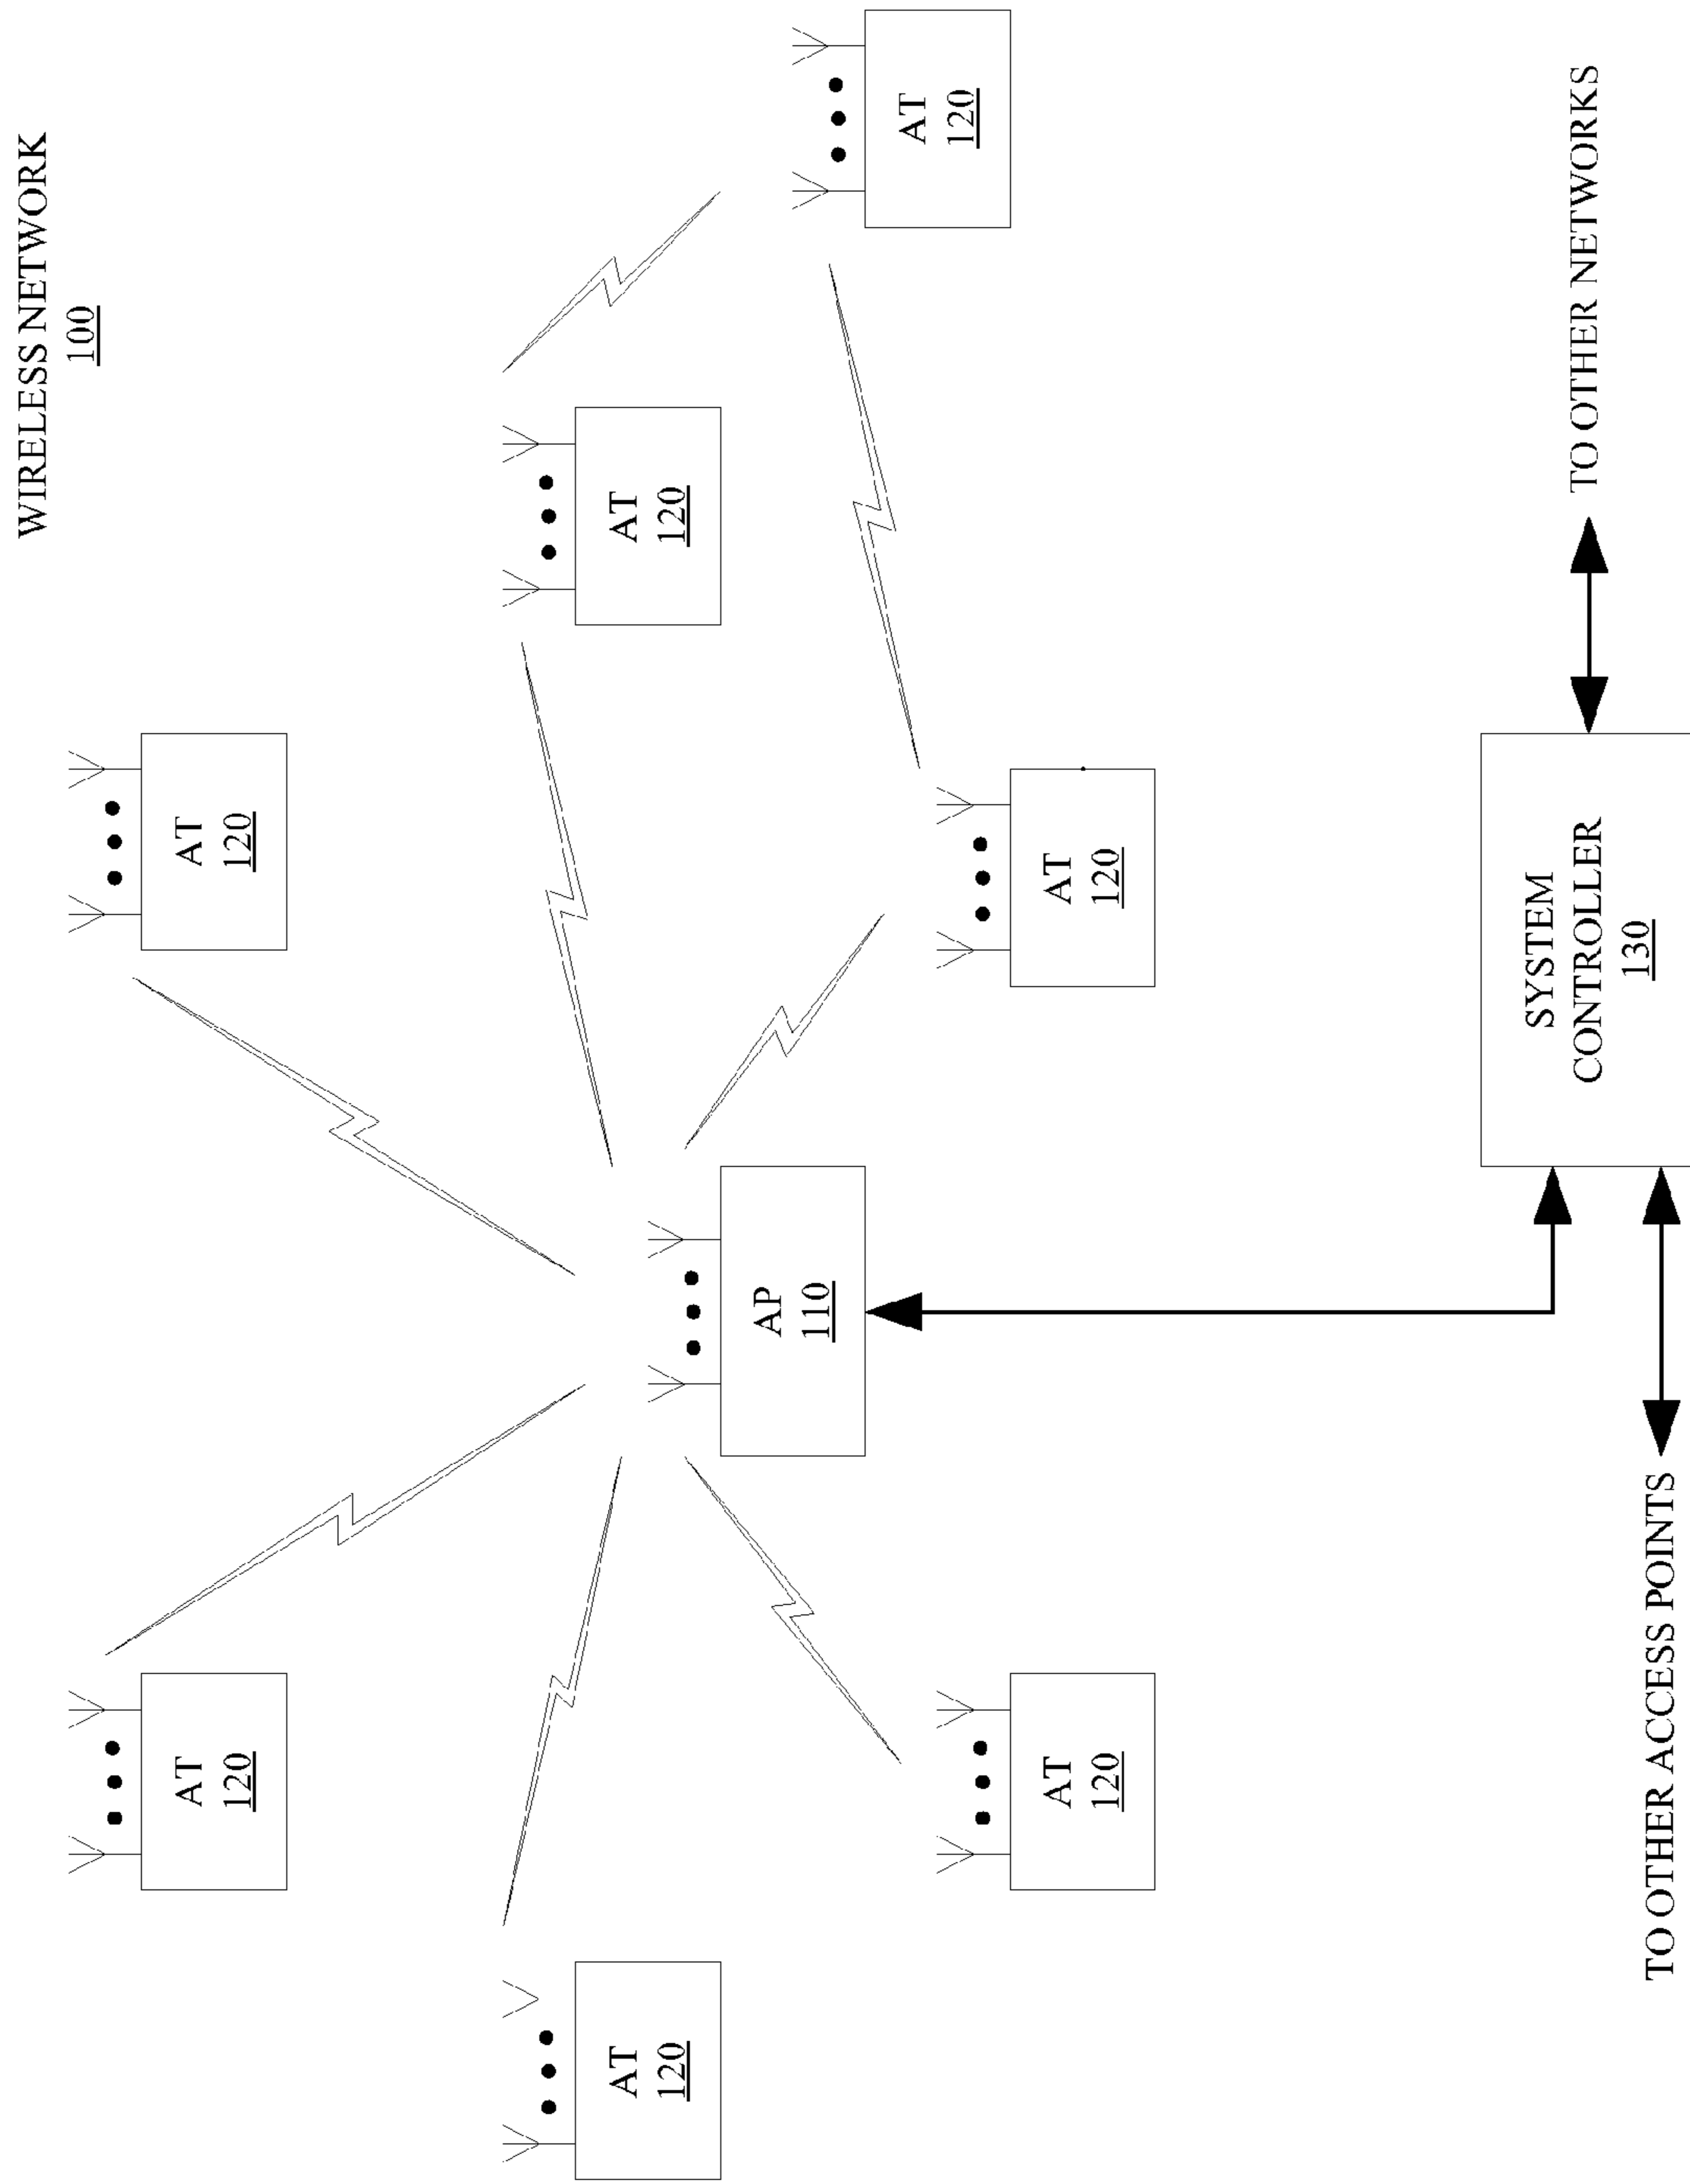 WIRELESS NETWORK
100
AT
120
AT
120
AT
120
AT
120
AP
110
AT
120
AT
120
AT
120
SYSTEM
CONTROLLER
130
TO OTHER NETWORKS
TO OTHER ACCESS POINTS